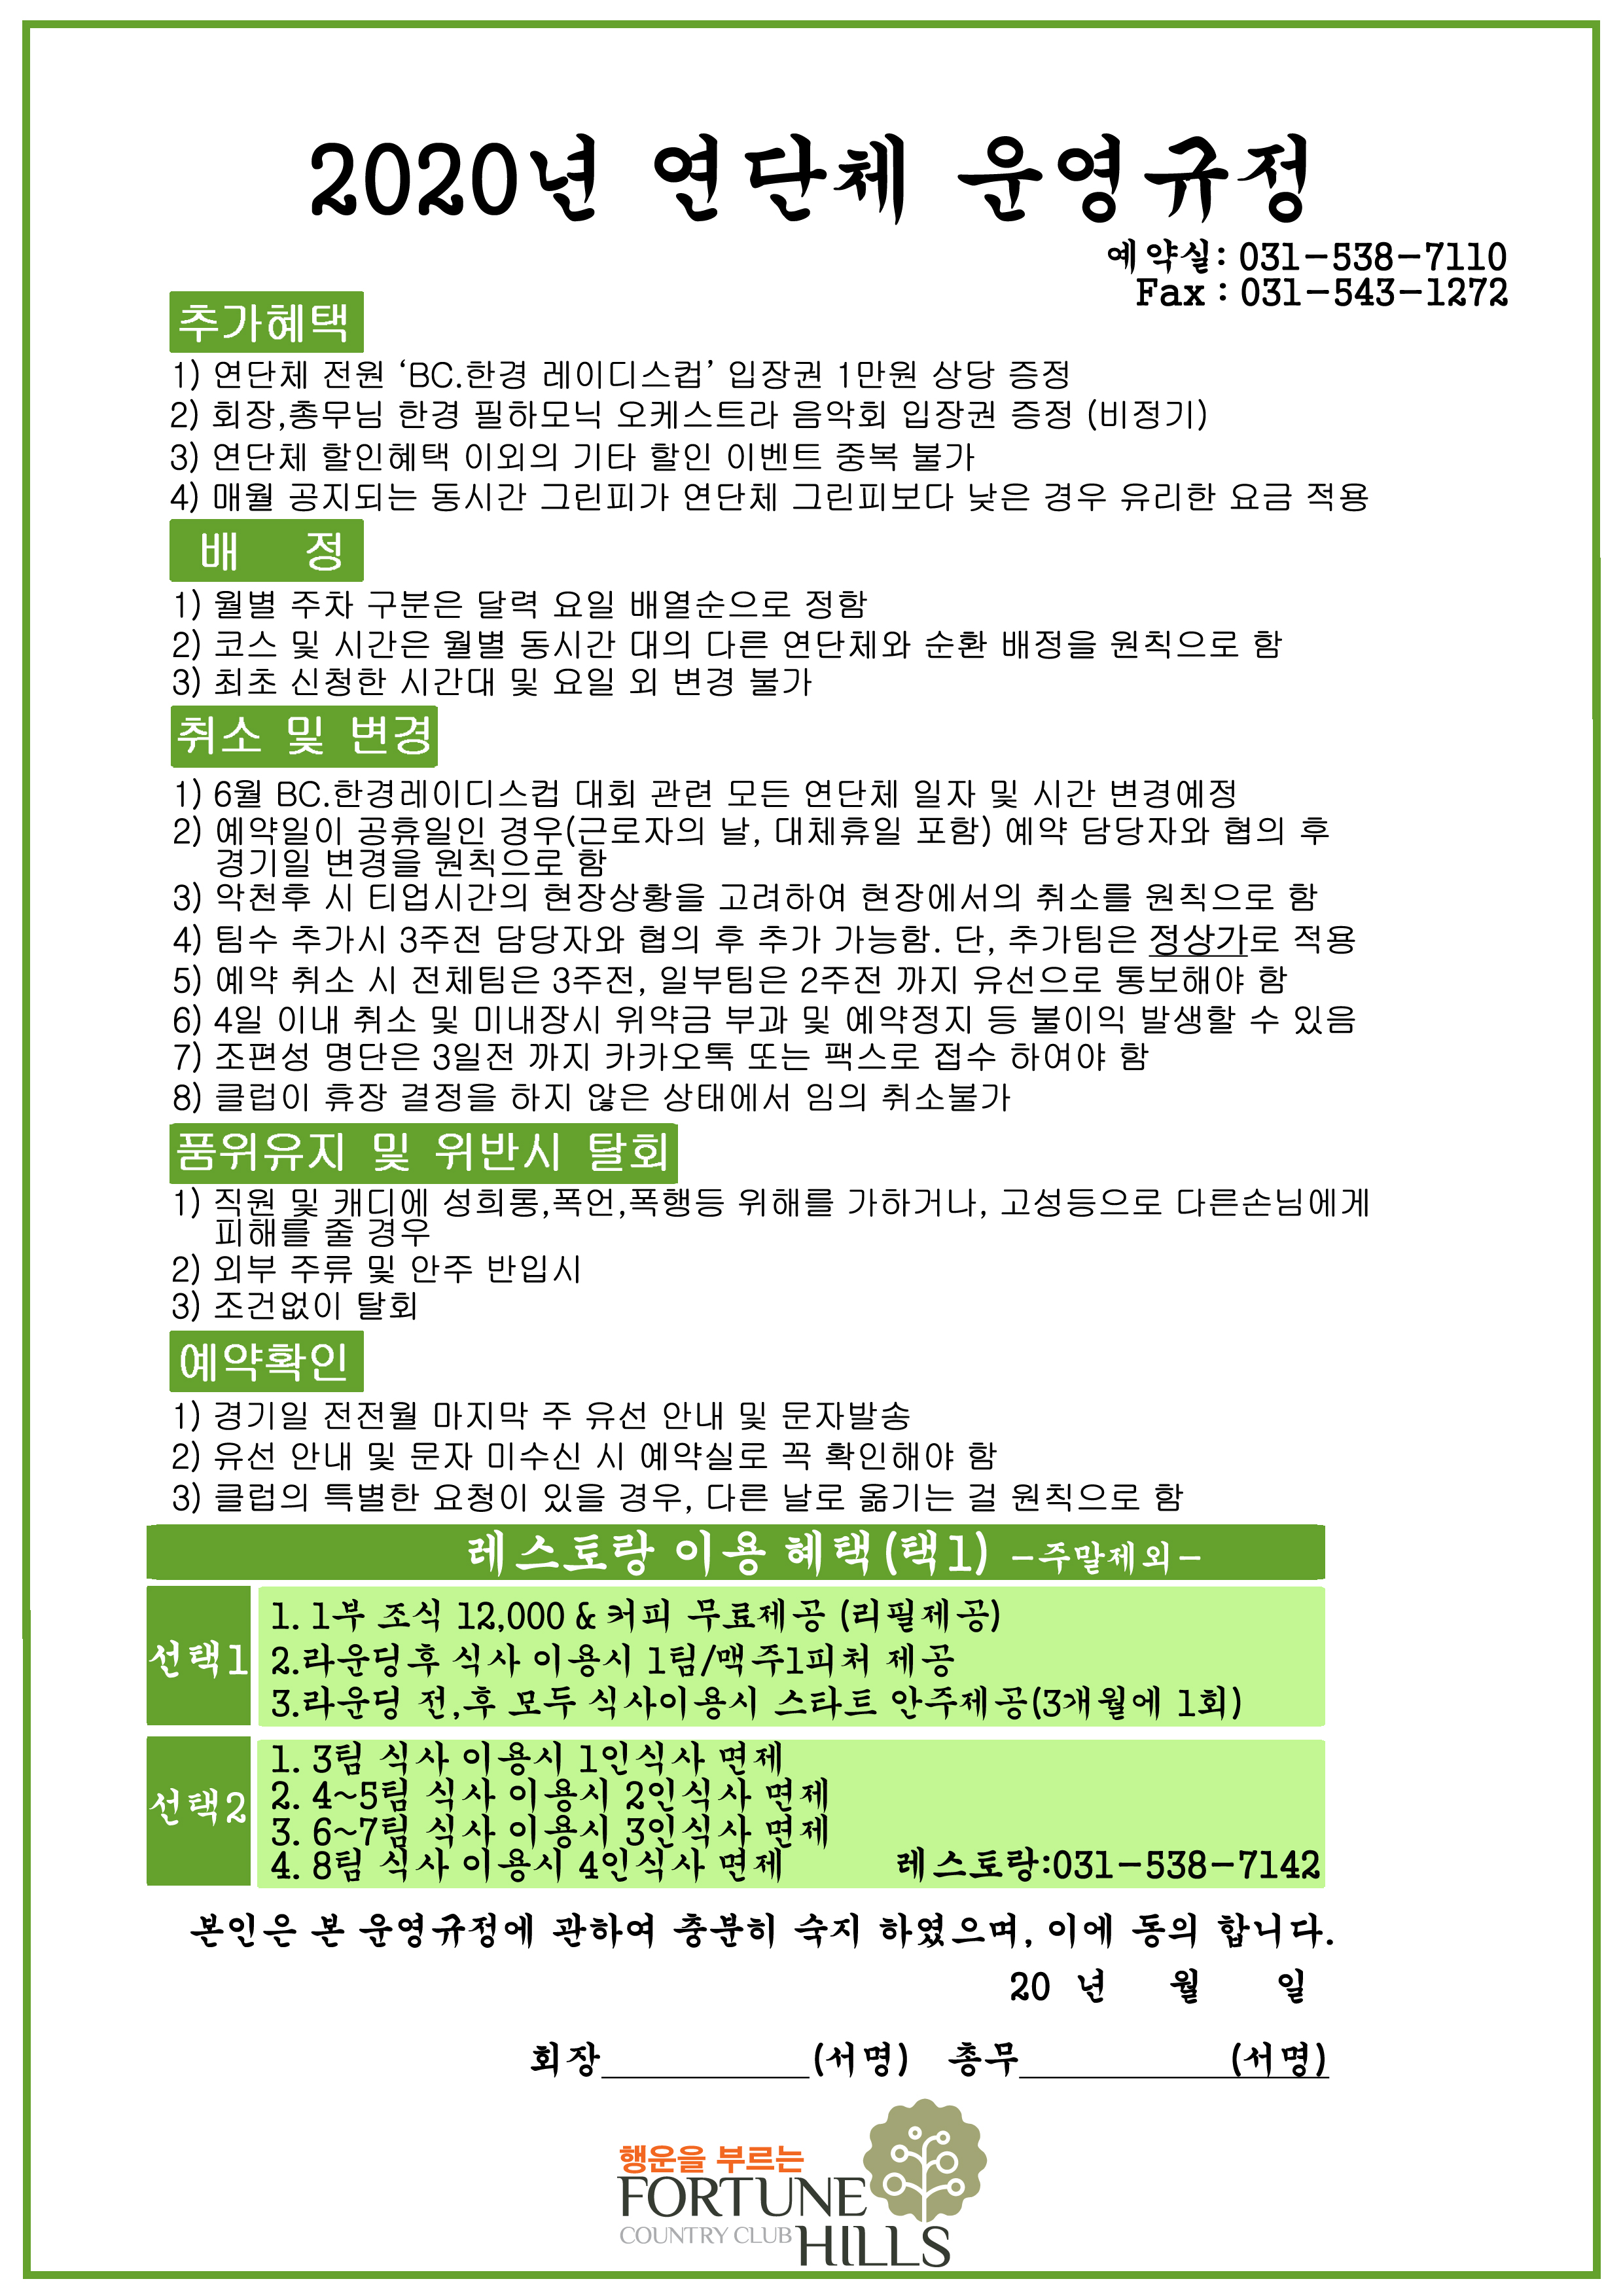 2020년 연단체 운영규정
예약실: 031-538-7110
Fax : 031-543-1272
추가혜택
1) 연단체 전원 ‘BC.한경 레이디스컵’ 입장권 1만원 상당 증정
2) 회장,총무님 한경 필하모닉 오케스트라 음악회 입장권 증정 (비정기)
3) 연단체 할인혜택 이외의 기타 할인 이벤트 중복 불가
4) 매월 공지되는 동시간 그린피가 연단체 그린피보다 낮은 경우 유리한 요금 적용
배 정
1) 월별 주차 구분은 달력 요일 배열순으로 정함
2) 코스 및 시간은 월별 동시간 대의 다른 연단체와 순환 배정을 원칙으로 함
3) 최초 신청한 시간대 및 요일 외 변경 불가
취소 및 변경
1) 6월 BC.한경레이디스컵 대회 관련 모든 연단체 일자 및 시간 변경예정
2) 예약일이 공휴일인 경우(근로자의 날, 대체휴일 포함) 예약 담당자와 협의 후
경기일 변경을 원칙으로 함
3) 악천후 시 티업시간의 현장상황을 고려하여 현장에서의 취소를 원칙으로 함
4) 팀수 추가시 3주전 담당자와 협의 후 추가 가능함. 단, 추가팀은 정상가로 적용
5) 예약 취소 시 전체팀은 3주전, 일부팀은 2주전 까지 유선으로 통보해야 함
6) 4일 이내 취소 및 미내장시 위약금 부과 및 예약정지 등 불이익 발생할 수 있음
7) 조편성 명단은 3일전 까지 카카오톡 또는 팩스로 접수 하여야 함
8) 클럽이 휴장 결정을 하지 않은 상태에서 임의 취소불가
품위유지 및 위반시 탈회
1) 직원 및 캐디에 성희롱,폭언,폭행등 위해를 가하거나, 고성등으로 다른손님에게
피해를 줄 경우
2) 외부 주류 및 안주 반입시
3) 조건없이 탈회
예약확인
1) 경기일 전전월 마지막 주 유선 안내 및 문자발송
2) 유선 안내 및 문자 미수신 시 예약실로 꼭 확인해야 함
3) 클럽의 특별한 요청이 있을 경우, 다른 날로 옮기는 걸 원칙으로 함
레스토랑 이용 혜택(택1) -주말제외-
선택1
1. 1부 조식 12,000 & 커피 무료제공 (리필제공)
2.라운딩후 식사 이용시 1팀/맥주1피처 제공
3.라운딩 전,후 모두 식사이용시 스타트 안주제공(3개월에 1회)
선택2
1. 3팀 식사 이용시 1인식사 면제
2. 4~5팀 식사 이용시 2인식사 면제
3. 6~7팀 식사 이용시 3인식사 면제
4. 8팀 식사 이용시 4인식사 면제 레스토랑:031-538-7142
본인은 본 운영규정에 관하여 충분히 숙지 하였으며, 이에 동의 합니다.
20 년 월 일
회장__________(서명) 총무__________(서명)
행운을 부르는
FORTUNE
COUNTRY CLUB HILLS